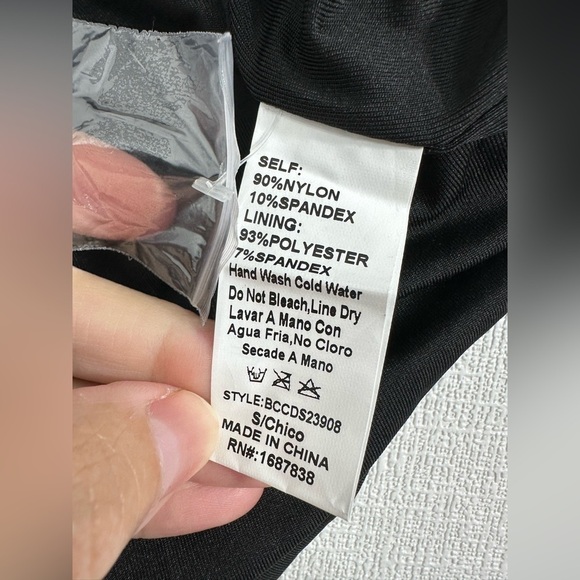 SELF:
90%NYLON
10%SPANDEX
LINING:
93%POLYESTER
7%SPANDEX
Hand Wash Cold Water
Do Not Bleach,Line Dry
Lavar A Mano Con
Agua Fria,No Cloro
Secade A Mano
STYLE:BCCDS23908
S/Chico
MADE IN CHINA
RN#:1687838